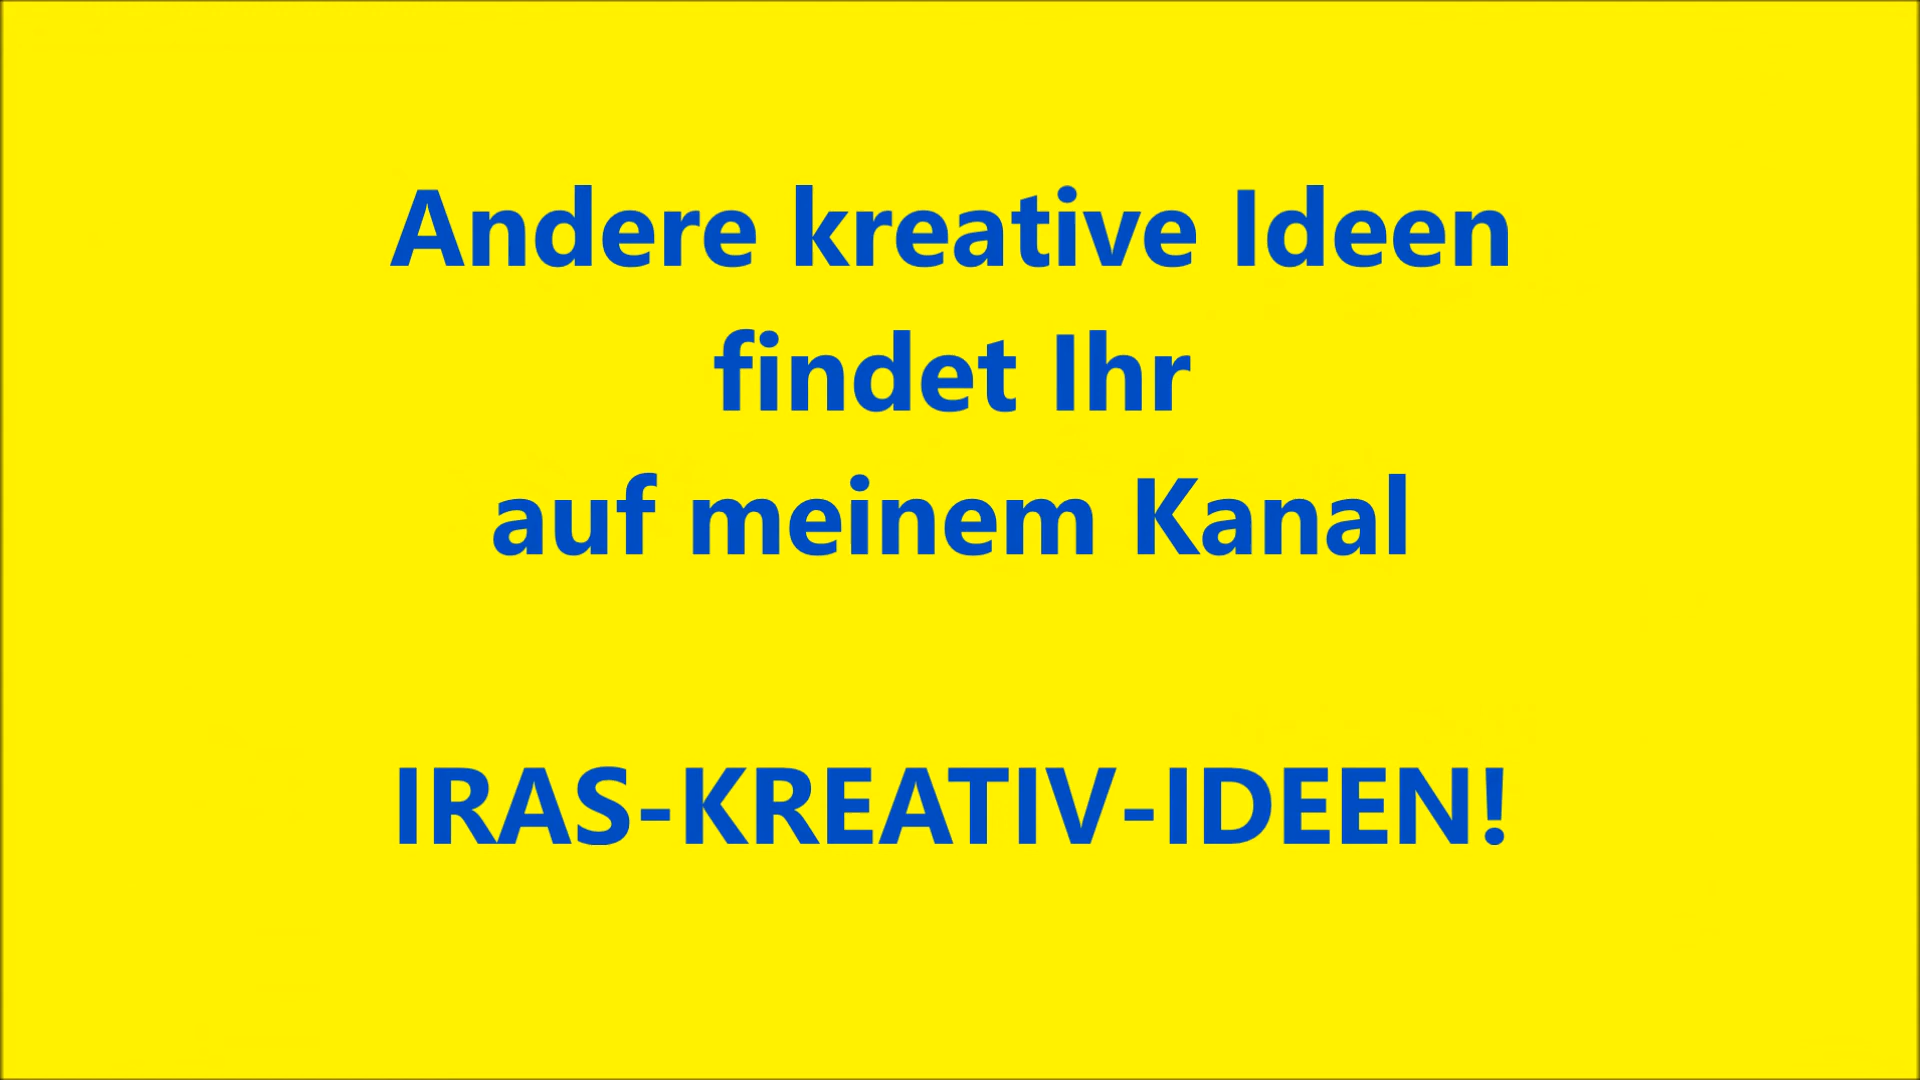 Andere kreative Ideen
findet Ihr
auf meinem Kanal
IRAS-KREATIV-IDEEN!